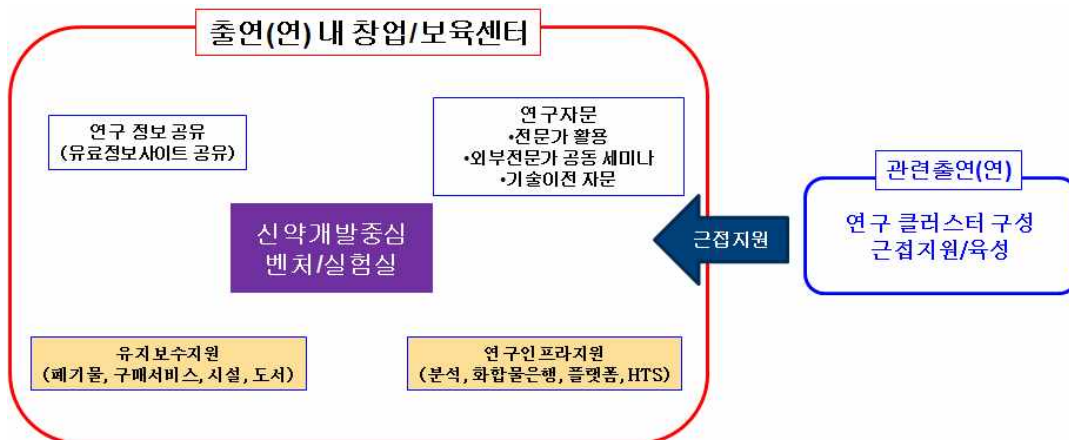 출연(연) 내 창업/보육센터
연구 정보 공유
(유료정보사이트 공유)
연구자문
•전문가 활용
•외부전문가 공동 세미나
•기술이전 자문
신약개발중심
벤처/실험실
근접지원
관련출연(연)
연구 클러스터 구성
근접지원/육성
유지보수지원
(폐기물, 구매서비스, 시설, 도서)
연구인프라지원
(분석, 화합물은행, 플랫폼, HTS)